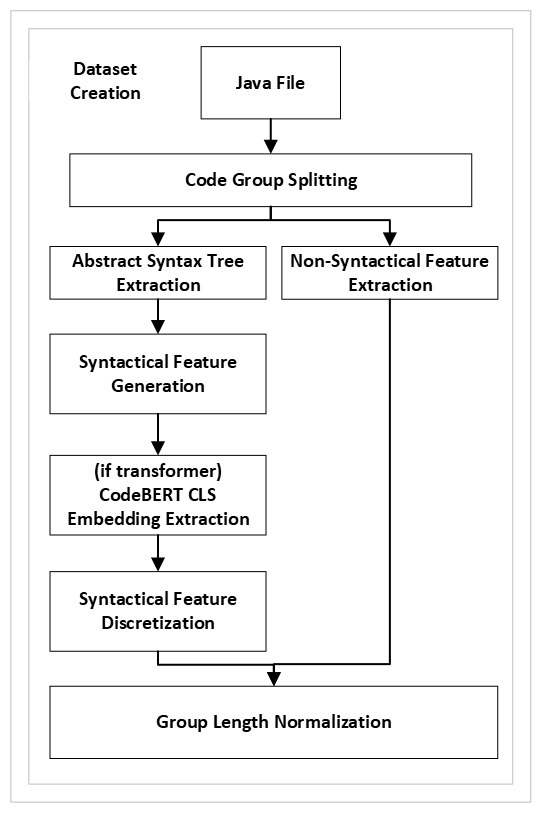 Dataset
Creation
Java File
Code Group Splitting
Abstract Syntax Tree
Extraction
Non-Syntactical Feature
Extraction
Syntactical Feature
Generation
(if transformer)
CodeBERT CLS
Embedding Extraction
Syntactical Feature
Discretization
Group Length Normalization